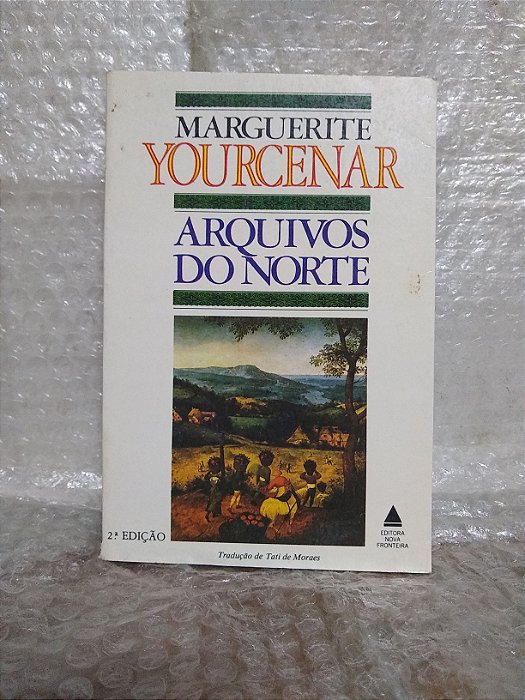 MARGUERITE
YOURCENAR
ARQUIVOS
DO NORTE
2ª EDIÇÃO
EDITORA
NOVA
FRONTEIRA
Tradução de Tati de Moraes